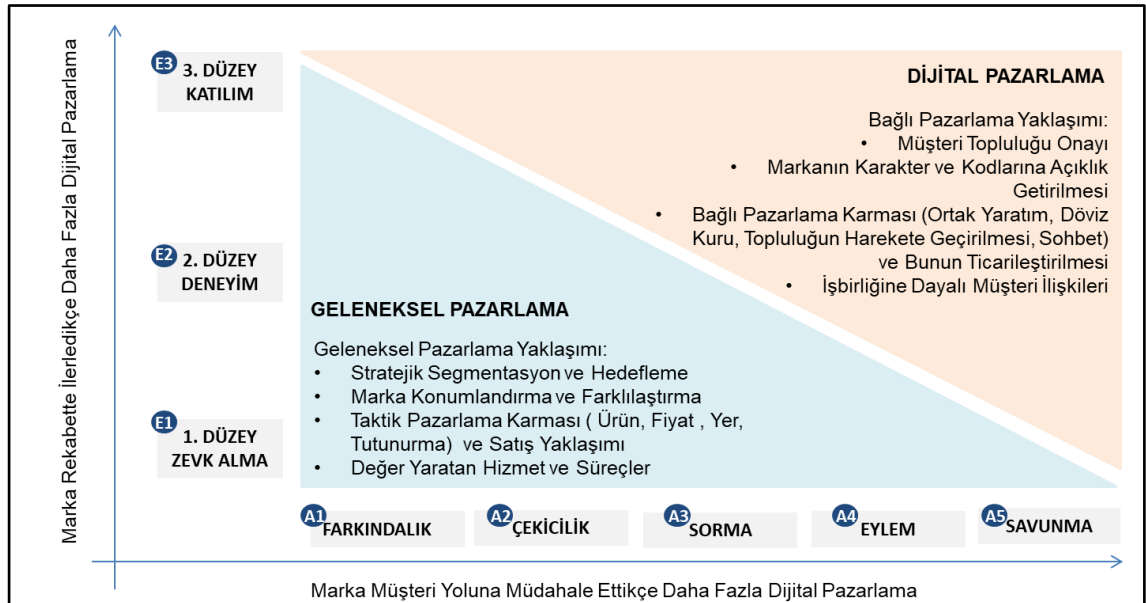 Marka Rekabette İlerledikçe Daha Fazla Dijital Pazarlama
E3
3. DÜZEY
KATILIM
E2
2. DÜZEY
DENEYİM
E1
1. DÜZEY
ZEVK ALMA
DİJİTAL PAZARLAMA
Bağlı Pazarlama Yaklaşımı:
• Müşteri Topluluğu Onayı
• Markanın Karakter ve Kodlarına Açıklık
Getirilmesi
• Bağlı Pazarlama Karması (Ortak Yaratım, Döviz
Kuru, Topluluğun Harekete Geçirilmesi, Sohbet)
ve Bunun Ticarileştirilmesi
• İşbirliğine Dayalı Müşteri İlişkileri
GELENEKSEL PAZARLAMA
Geleneksel Pazarlama Yaklaşımı:
• Stratejik Segmentasyon ve Hedefleme
• Marka Konumlandırma ve Farklılaştırma
• Taktik Pazarlama Karması ( Ürün, Fiyat , Yer,
Tutunurma) ve Satış Yaklaşımı
• Değer Yaratan Hizmet ve Süreçler
A1 FARKINDALIK
A2 ÇEKİCİLİK
A3 SORMA
A4 EYLEM
A5 SAVUNMA
Marka Müşteri Yoluna Müdahale Ettikçe Daha Fazla Dijital Pazarlama